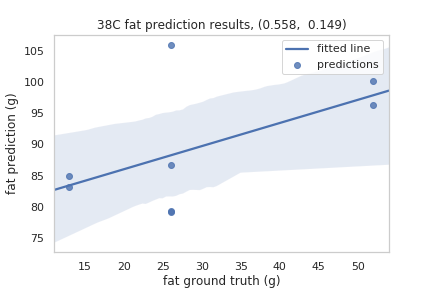 38C fat prediction results, (0.558,  0.149)
fitted line
predictions
fat prediction (g)
105
100
95
90
85
80
75
15 20 25 30 35 40 45 50
fat ground truth (g)